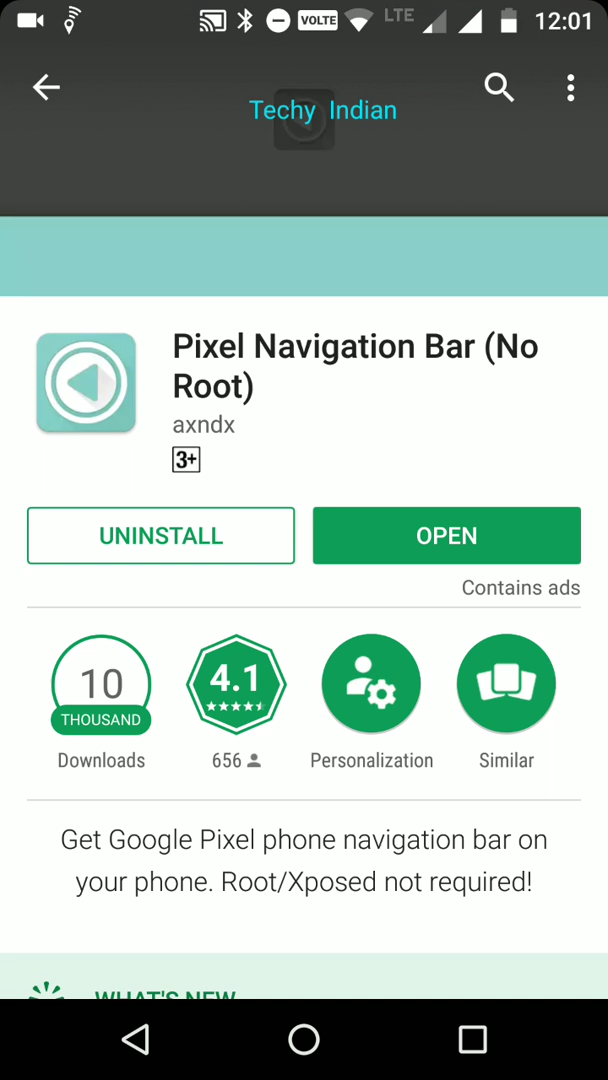 VOLTE LTE 12:01
Techy Indian
Pixel Navigation Bar (No
Root)
axndx
3+
UNINSTALL OPEN
Contains ads
10 4.1
THOUSAND
Downloads 656 Personalization Similar
Get Google Pixel phone navigation bar on
your phone. Root/Xposed not required!
WHAT'S NEW